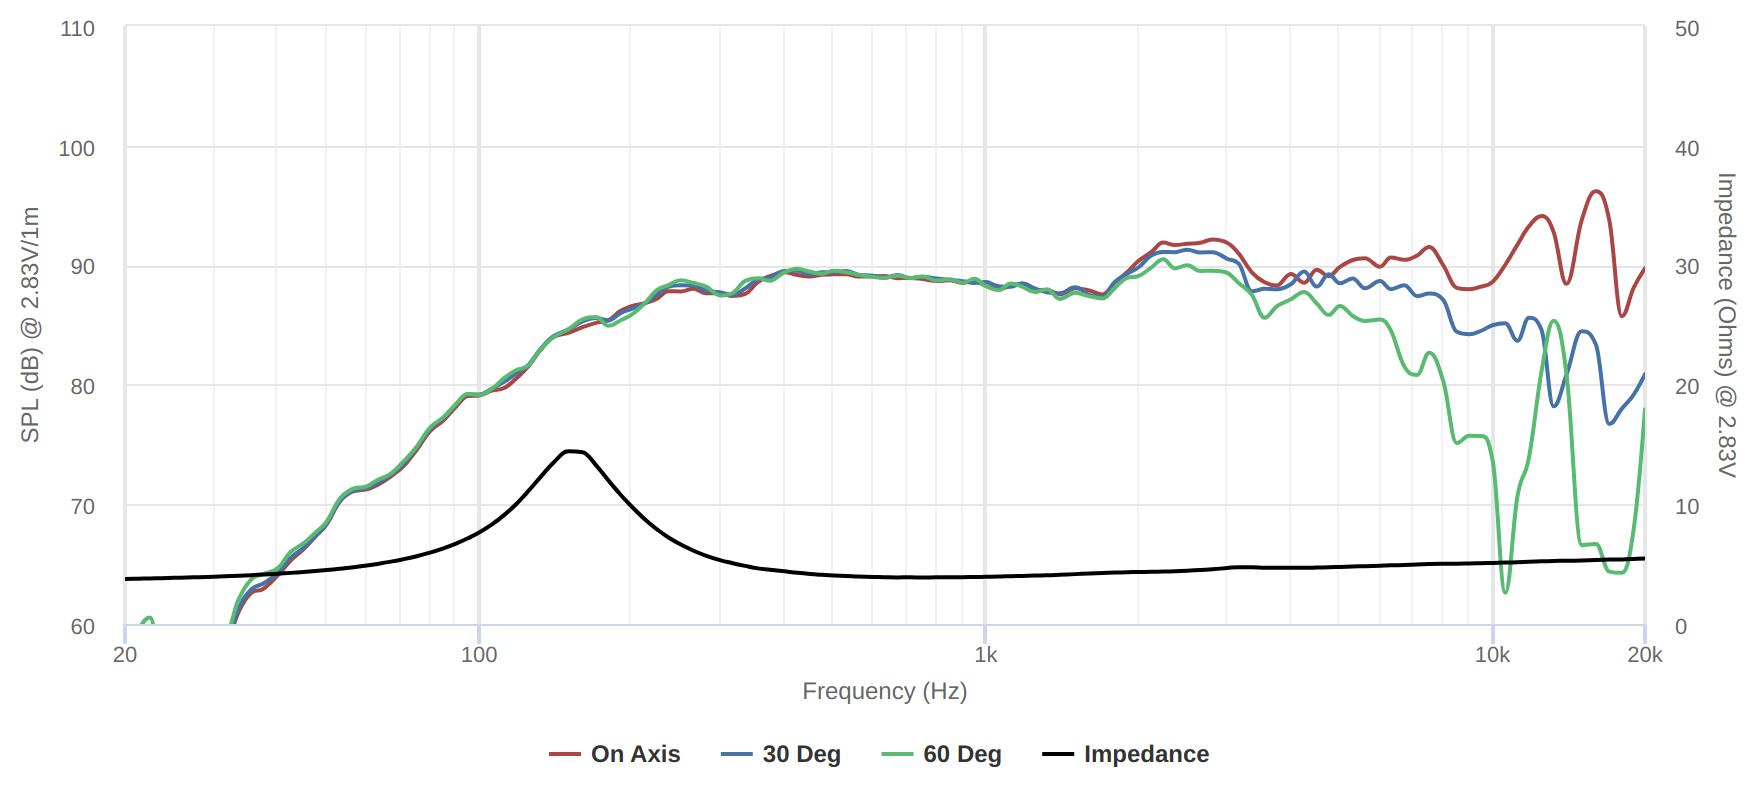 110
100
90
80
70
60
SPL (dB) @ 2.83V/1m
50
40
30
20
10
0
Impedance (Ohms) @ 2.83V
20
100
1k
10k
20k
Frequency (Hz)
On Axis
30 Deg
60 Deg
Impedance